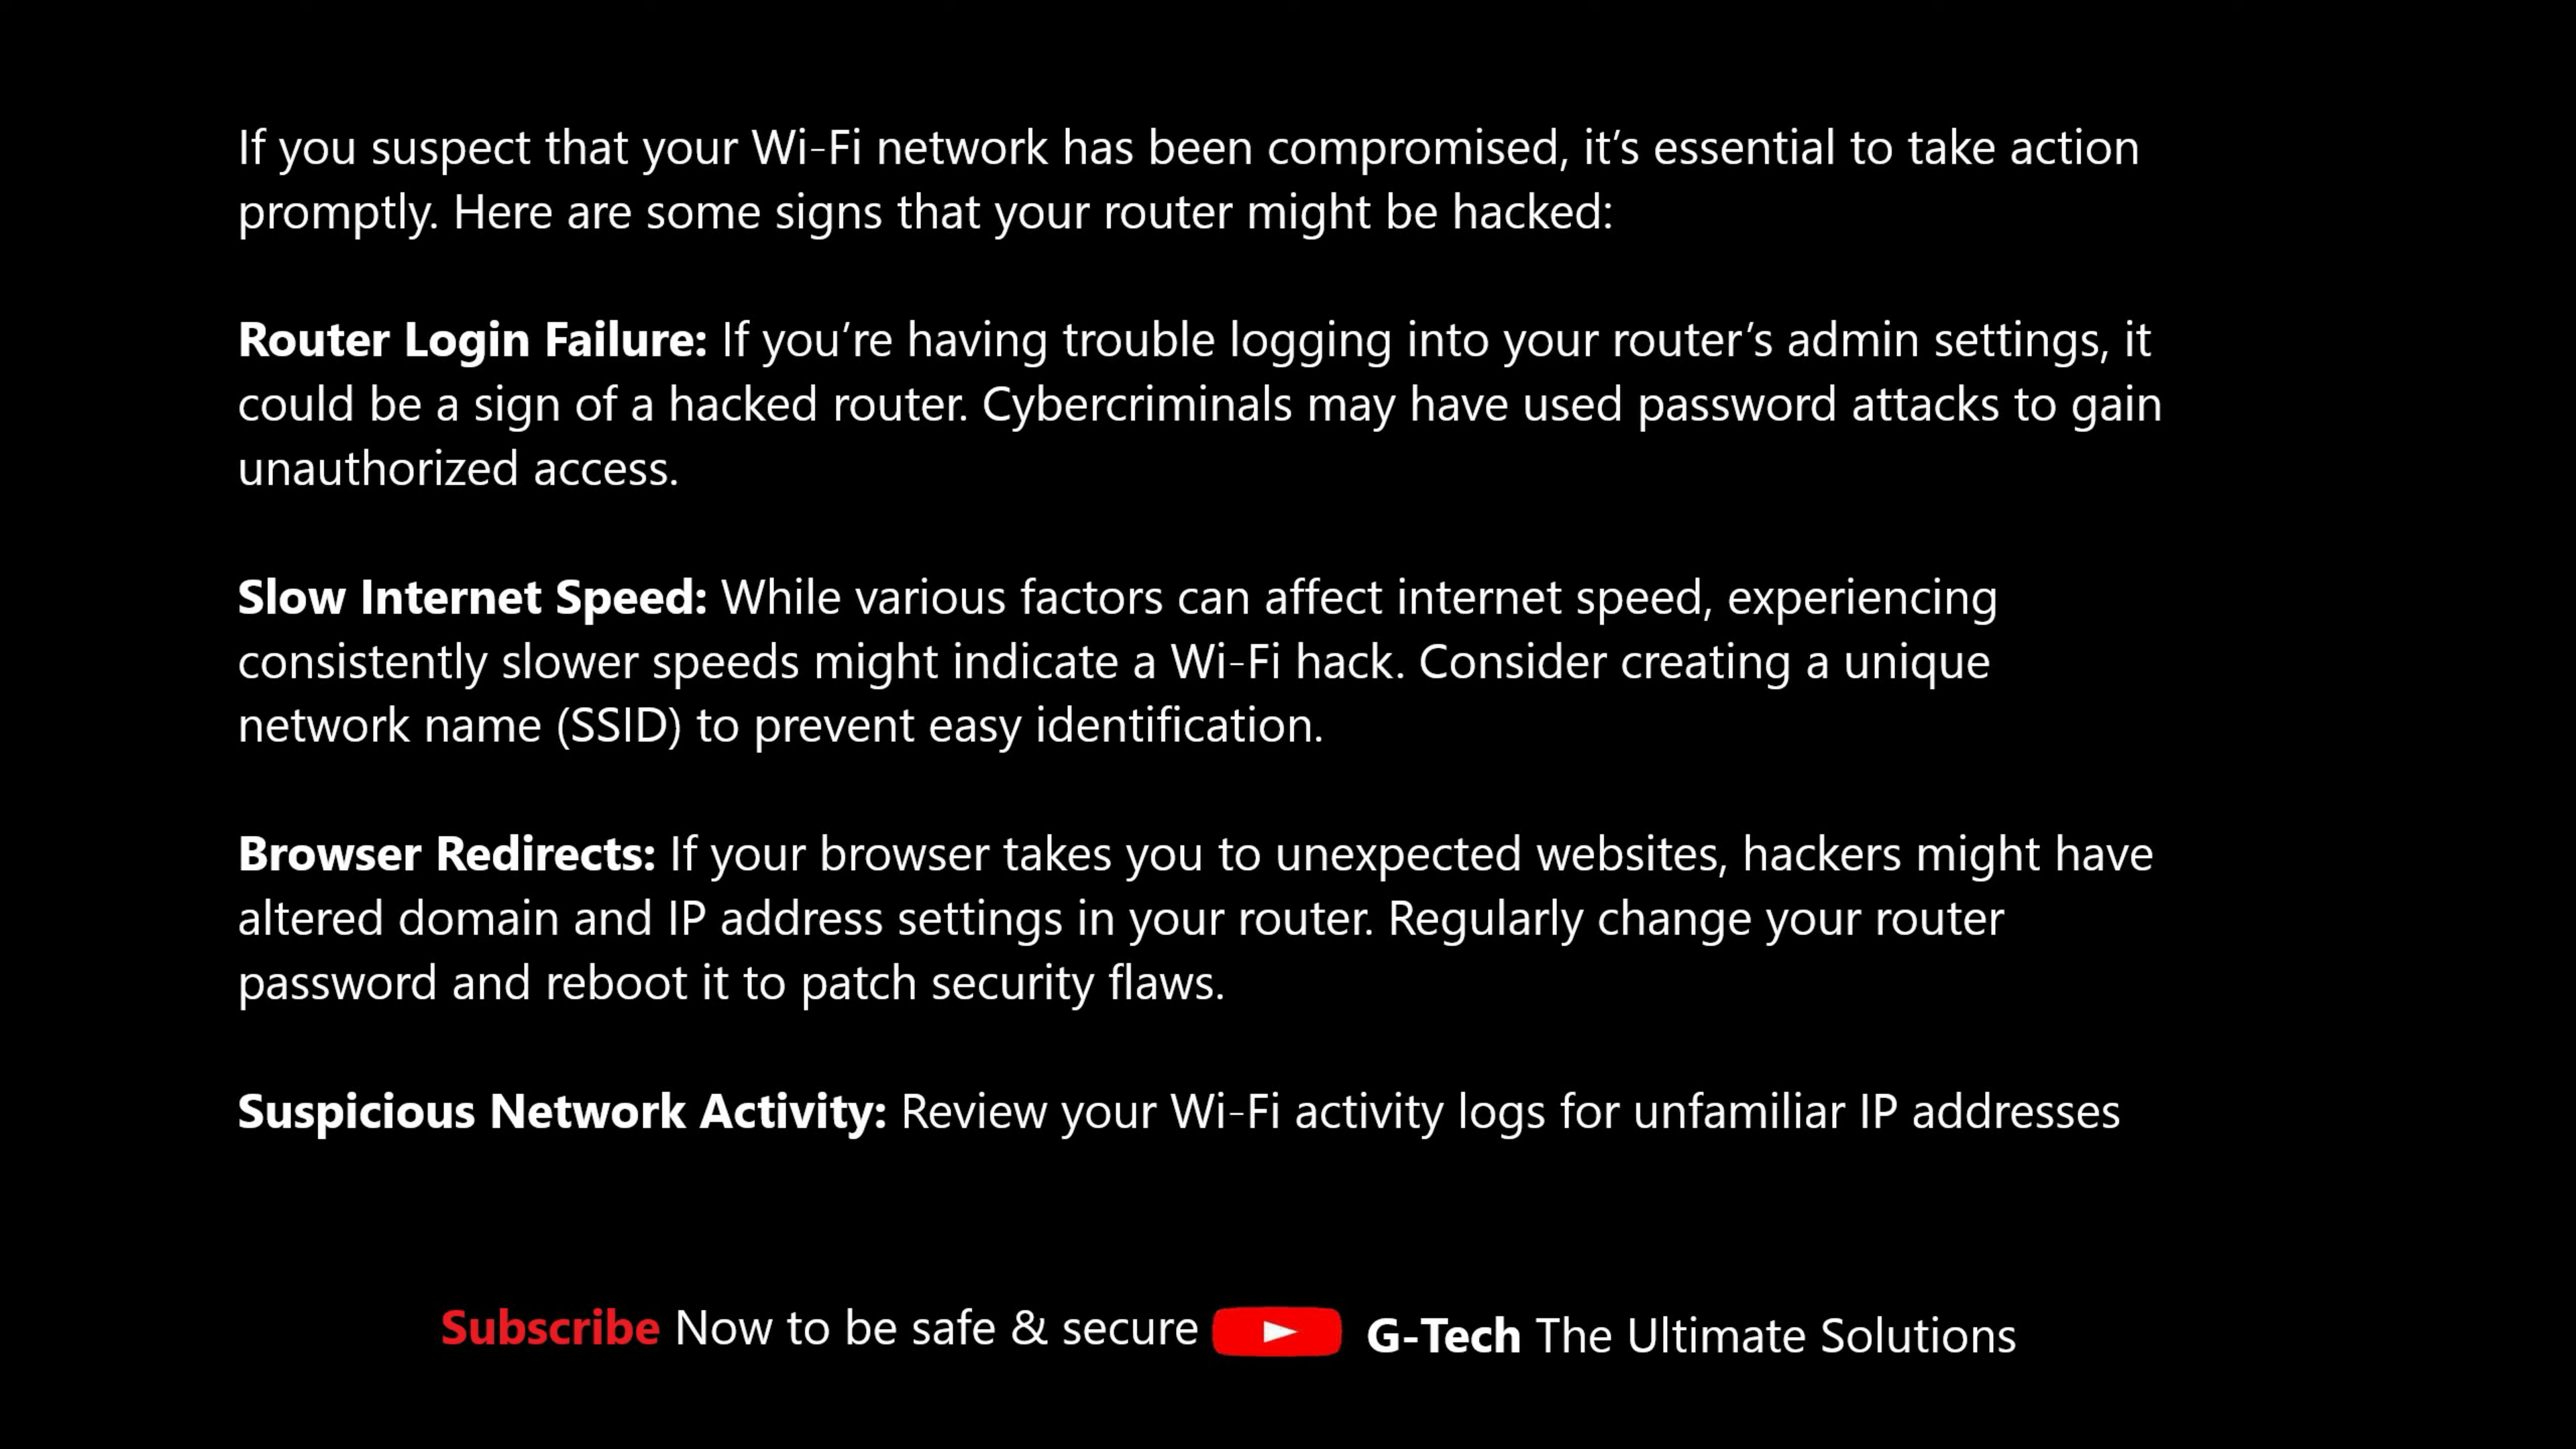 If you suspect that your Wi-Fi network has been compromised, it’s essential to take action
promptly. Here are some signs that your router might be hacked:
Router Login Failure: If you’re having trouble logging into your router’s admin settings, it
could be a sign of a hacked router. Cybercriminals may have used password attacks to gain
unauthorized access.
Slow Internet Speed: While various factors can affect internet speed, experiencing
consistently slower speeds might indicate a Wi-Fi hack. Consider creating a unique
network name (SSID) to prevent easy identification.
Browser Redirects: If your browser takes you to unexpected websites, hackers might have
altered domain and IP address settings in your router. Regularly change your router
password and reboot it to patch security flaws.
Suspicious Network Activity: Review your Wi-Fi activity logs for unfamiliar IP addresses
Subscribe Now to be safe & secure G-Tech The Ultimate Solutions